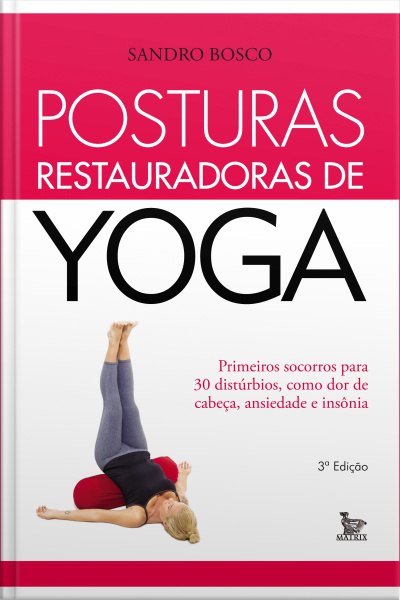 SANDRO BOSCO
POSTURAS
RESTAURADORAS DE
YOGA
Primeiros socorros para
30 distúrbios, como dor de
cabeça, ansiedade e insônia
3ª Edição
MATRIX